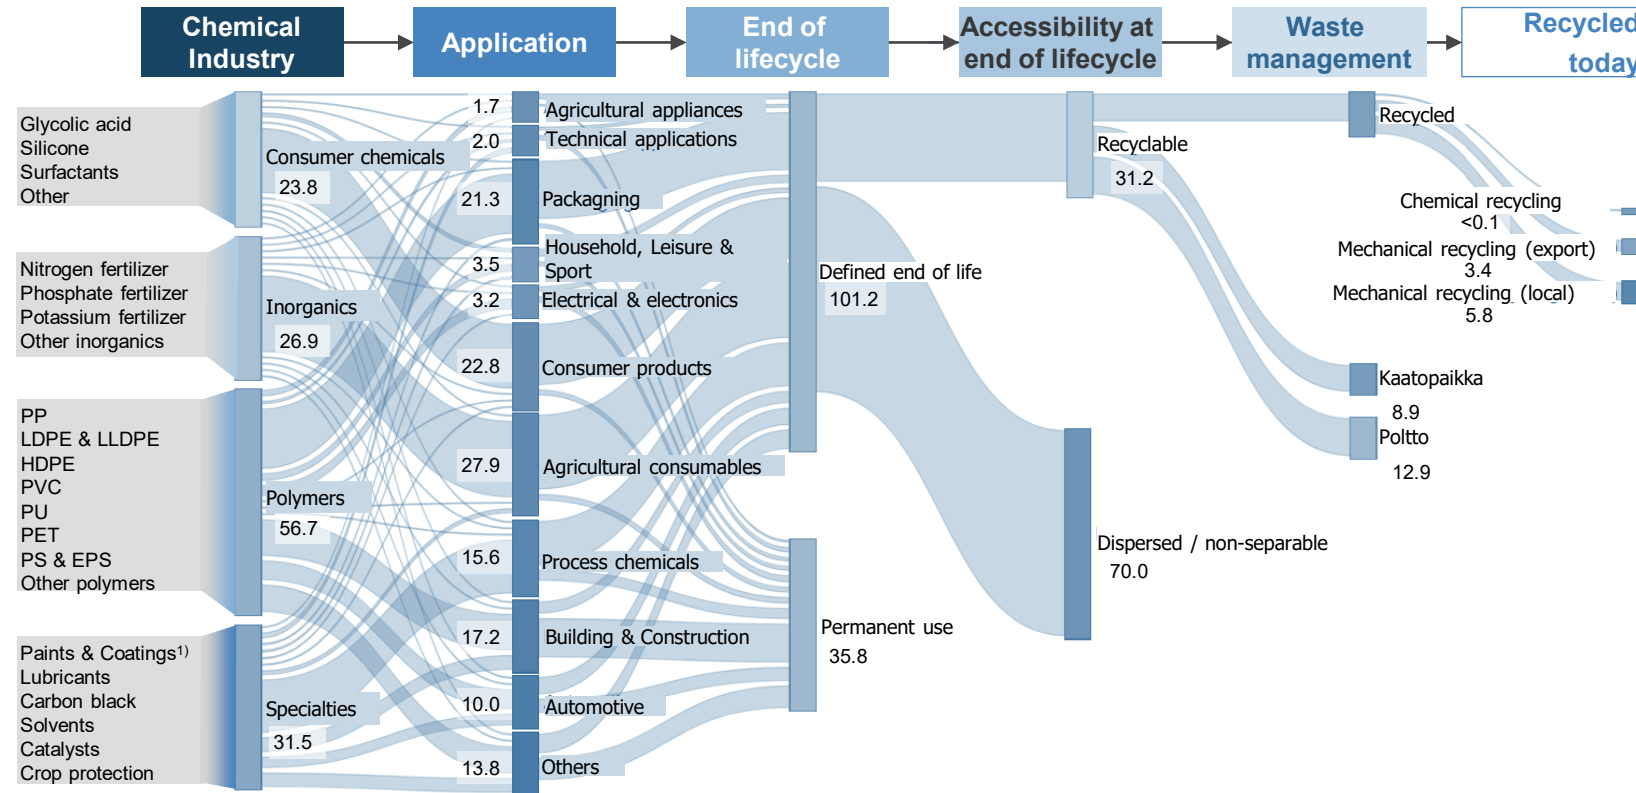 Chemical
Industry
Application
End of
lifecycle
Accessibility at
end of lifecycle
Waste
management
Recycled
today
Glycolic acid
Silicone
Surfactants
Other
Nitrogen fertilizer
Phosphate fertilizer
Potassium fertilizer
Other inorganics
PP
LDPE & LLDPE
HDPE
PVC
PU
PET
PS & EPS
Other polymers
Paints & Coatings¹⁾
Lubricants
Carbon black
Solvents
Catalysts
Crop protection
Consumer chemicals
23.8
Inorganics
26.9
Polymers
56.7
Specialties
31.5
1.7
Agricultural appliances
2.0
Technical applications
21.3
Packagning
3.5
Household, Leisure &
Sport
3.2
Electrical & electronics
22.8
Consumer products
27.9
Agricultural consumables
15.6
Process chemicals
17.2
Building & Construction
10.0
Automotive
13.8
Others
Defined end of life
101.2
Permanent use
35.8
Recyclable
31.2
Dispersed / non-separable
70.0
Recycled
Chemical recycling
<0.1
Mechanical recycling (export)
3.4
Mechanical recycling (local)
5.8
Kaatopaikka
8.9
Poltto
12.9